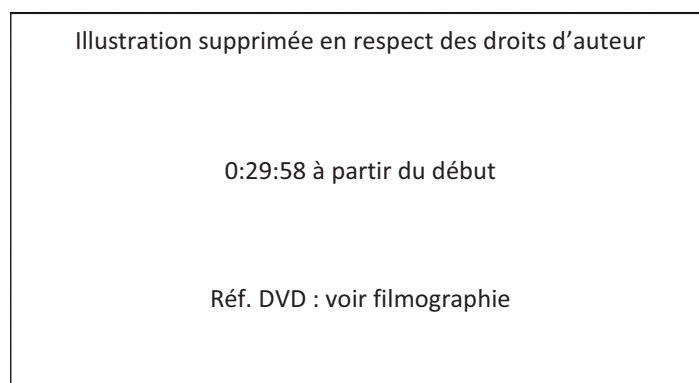 Illustration supprimée en respect des droits d’auteur
0:29:58 à partir du début
Réf. DVD : voir filmographie